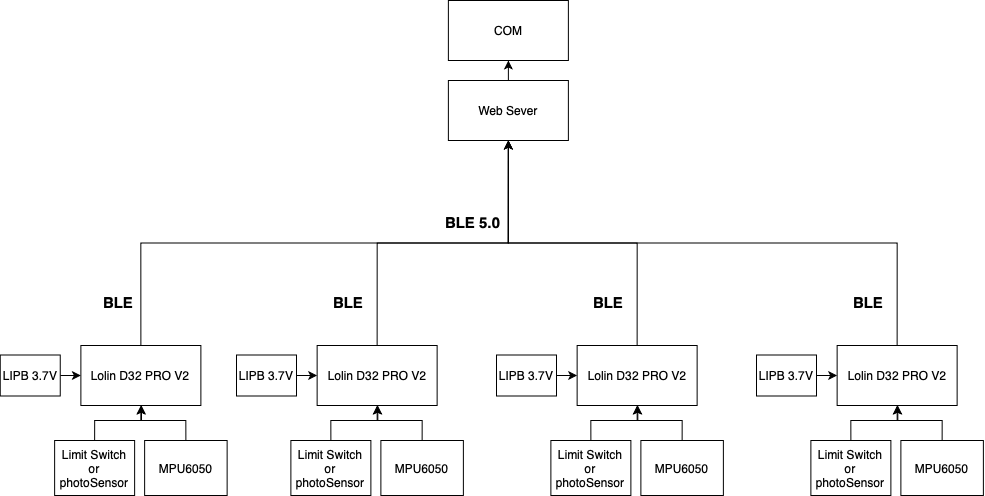 COM
Web Sever
BLE 5.0
BLE
BLE
BLE
BLE
LIPB 3.7V
Lolin D32 PRO V2
LIPB 3.7V
Lolin D32 PRO V2
LIPB 3.7V
Lolin D32 PRO V2
LIPB 3.7V
Lolin D32 PRO V2
Limit Switch
or
photoSensor
MPU6050
Limit Switch
or
photoSensor
MPU6050
Limit Switch
or
photoSensor
MPU6050
Limit Switch
or
photoSensor
MPU6050